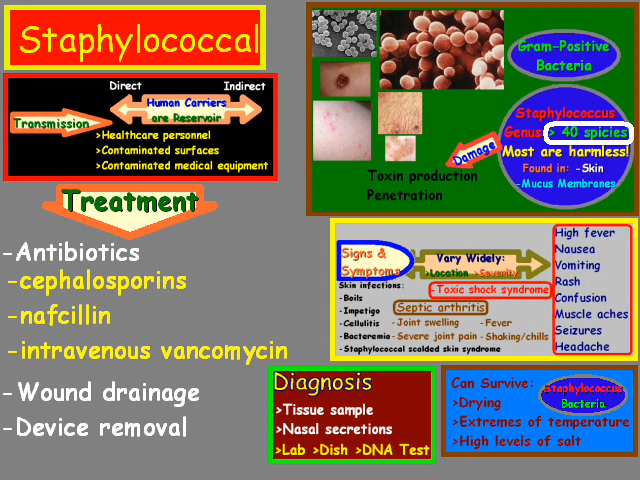 Staphylococcal
Direct Indirect
Human Carriers
are Reservoir
Transmission
>Healthcare personnel
>Contaminated surfaces
>Contaminated medical equipment
Gram-Positive
Bacteria
Staphylococcus
Genus: > 40 spicies
Most are harmless!
Found in: -Skin
-Mucus Membranes
Damage
Toxin production
Penetration
Treatment
-Antibiotics
-cephalosporins
-nafcillin
-intravenous vancomycin
-Wound drainage
-Device removal
Signs &
Symptoms
Vary Widely:
>Location >Severity
Skin infections:
- Boils
- Impetigo
- Cellulitis
- Bacteremia
- Staphylococcal scalded skin syndrome
-Toxic shock syndrome
Septic arthritis
- Joint swelling - Fever
- Severe joint pain - Shaking/chills
High fever
Nausea
Vomiting
Rash
Confusion
Muscle aches
Seizures
Headache
Diagnosis
>Tissue sample
>Nasal secretions
>Lab >Dish >DNA Test
Can Survive:
>Drying
>Extremes of temperature
>High levels of salt
Staphylococcus
Bacteria